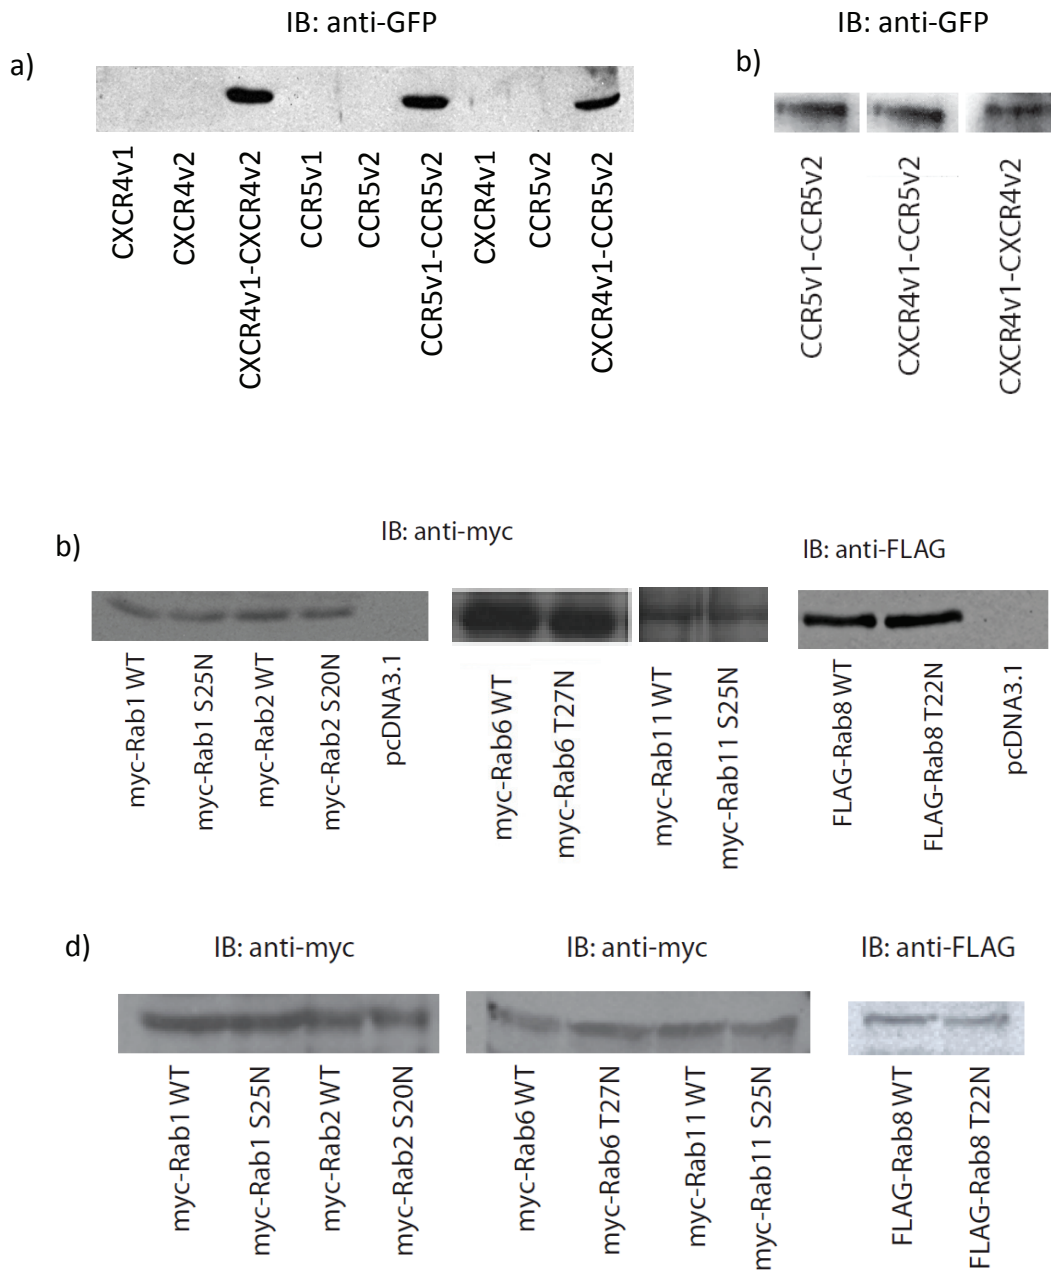 IB: anti-GFP
IB: anti-GFP
a)
b)
CXCR4v1
CXCR4v2
CXCR4v1-CXCR4v2
CCR5v1
CCR5v2
CCR5v1-CCR5v2
CXCR4v1
CCR5v2
CXCR4v1-CCR5v2
CCR5v1-CCR5v2
CXCR4v1-CCR5v2
CXCR4v1-CXCR4v2
b)
IB: anti-myc
IB: anti-FLAG
myc-Rab1 WT
myc-Rab1 S25N
myc-Rab2 WT
myc-Rab2 S20N
pcDNA3.1
myc-Rab6 WT
myc-Rab6 T27N
myc-Rab11 WT
myc-Rab11 S25N
FLAG-Rab8 WT
FLAG-Rab8 T22N
pcDNA3.1
d)
IB: anti-myc
IB: anti-myc
IB: anti-FLAG
myc-Rab1 WT
myc-Rab1 S25N
myc-Rab2 WT
myc-Rab2 S20N
myc-Rab6 WT
myc-Rab6 T27N
myc-Rab11 WT
myc-Rab11 S25N
FLAG-Rab8 WT
FLAG-Rab8 T22N